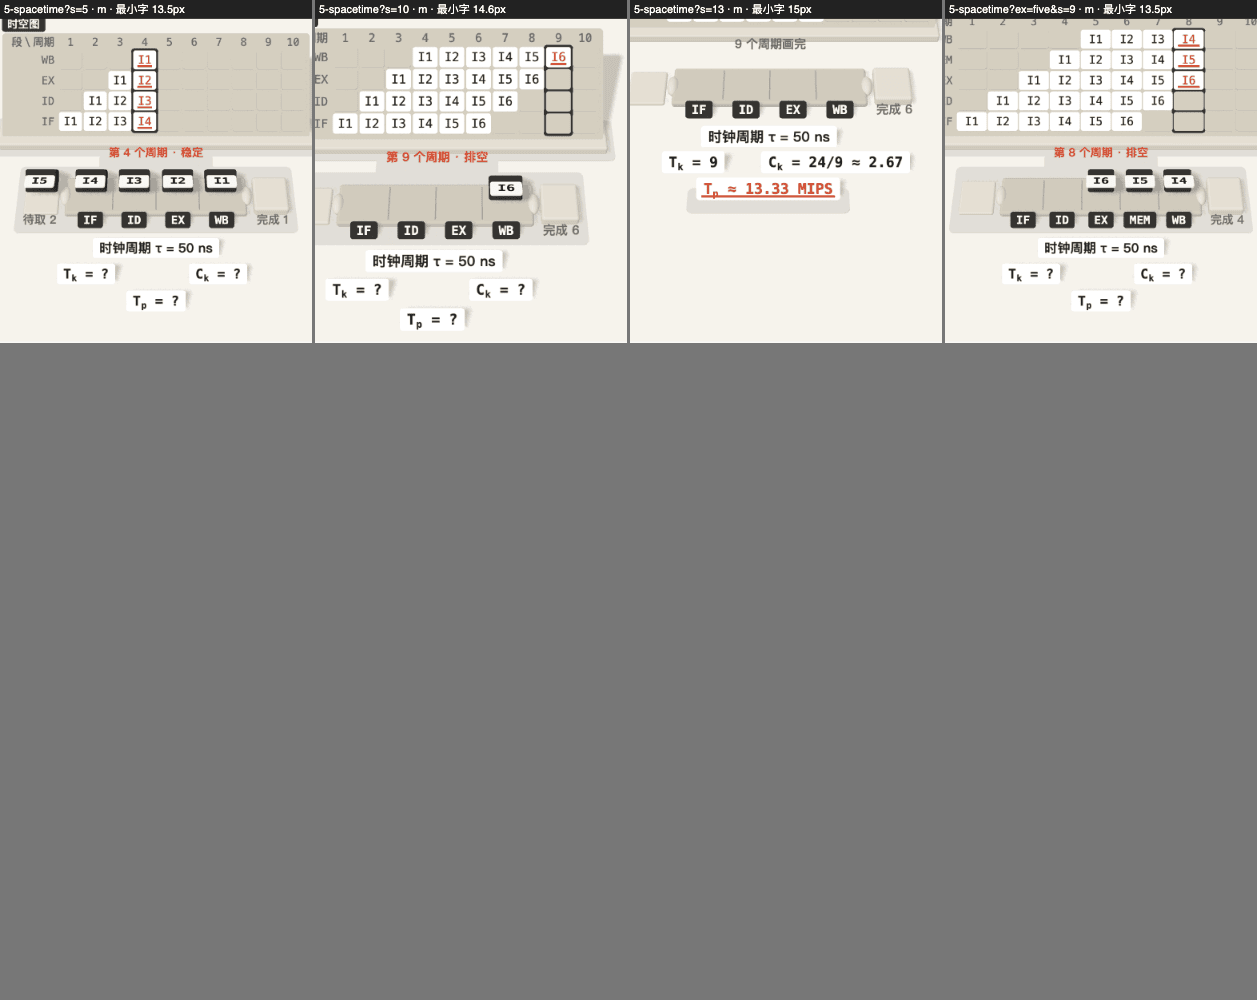 5-spacetime?s=5 · m · 最小字 13.5px
时空图
段 \ 周期 1 2 3 4 5 6 7 8 9 10
WB I1
EX I1 I2
ID I1 I2 I3
IF I1 I2 I3 I4
第 4 个周期 · 稳定
I5 I4 I3 I2 I1
待取 2 IF ID EX WB 完成 1
时钟周期 τ = 50 ns
Tk = ? Ck = ?
Tp = ?
5-spacetime?s=10 · m · 最小字 14.6px
期 1 2 3 4 5 6 7 8 9 10
WB I1 I2 I3 I4 I5 I6
EX I1 I2 I3 I4 I5 I6
ID I1 I2 I3 I4 I5 I6
IF I1 I2 I3 I4 I5 I6
第 9 个周期 · 排空
I6
IF ID EX WB 完成 6
时钟周期 τ = 50 ns
Tk = ? Ck = ?
Tp = ?
5-spacetime?s=13 · m · 最小字 15px
9 个周期画完
IF ID EX WB 完成 6
时钟周期 τ = 50 ns
Tk = 9 Ck = 24/9 ≈ 2.67
Tp ≈ 13.33 MIPS
5-spacetime?ex=five&s=9 · m · 最小字 13.5px
期 1 2 3 4 5 6 7 8 9 10
B I1 I2 I3 I4
M I1 I2 I3 I4 I5
X I1 I2 I3 I4 I5 I6
D I1 I2 I3 I4 I5 I6
F I1 I2 I3 I4 I5 I6
第 8 个周期 · 排空
I6 I5 I4
IF ID EX MEM WB 完成 4
时钟周期 τ = 50 ns
Tk = ? Ck = ?
Tp = ?